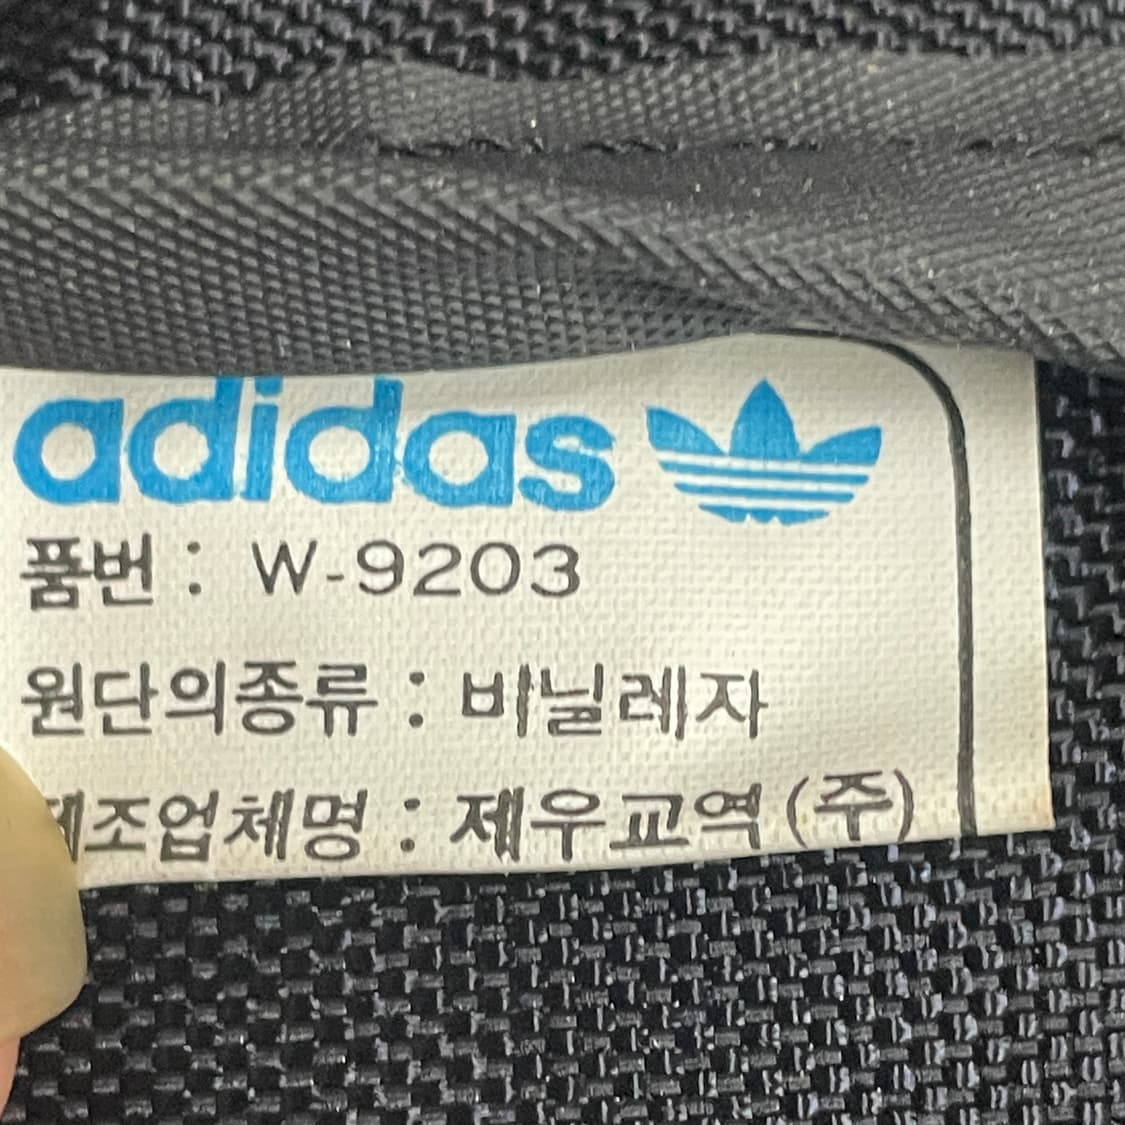 adidas
품번 : W-9203
원단의종류 : 비닐레자
제조업체명 : 제우교역(주)